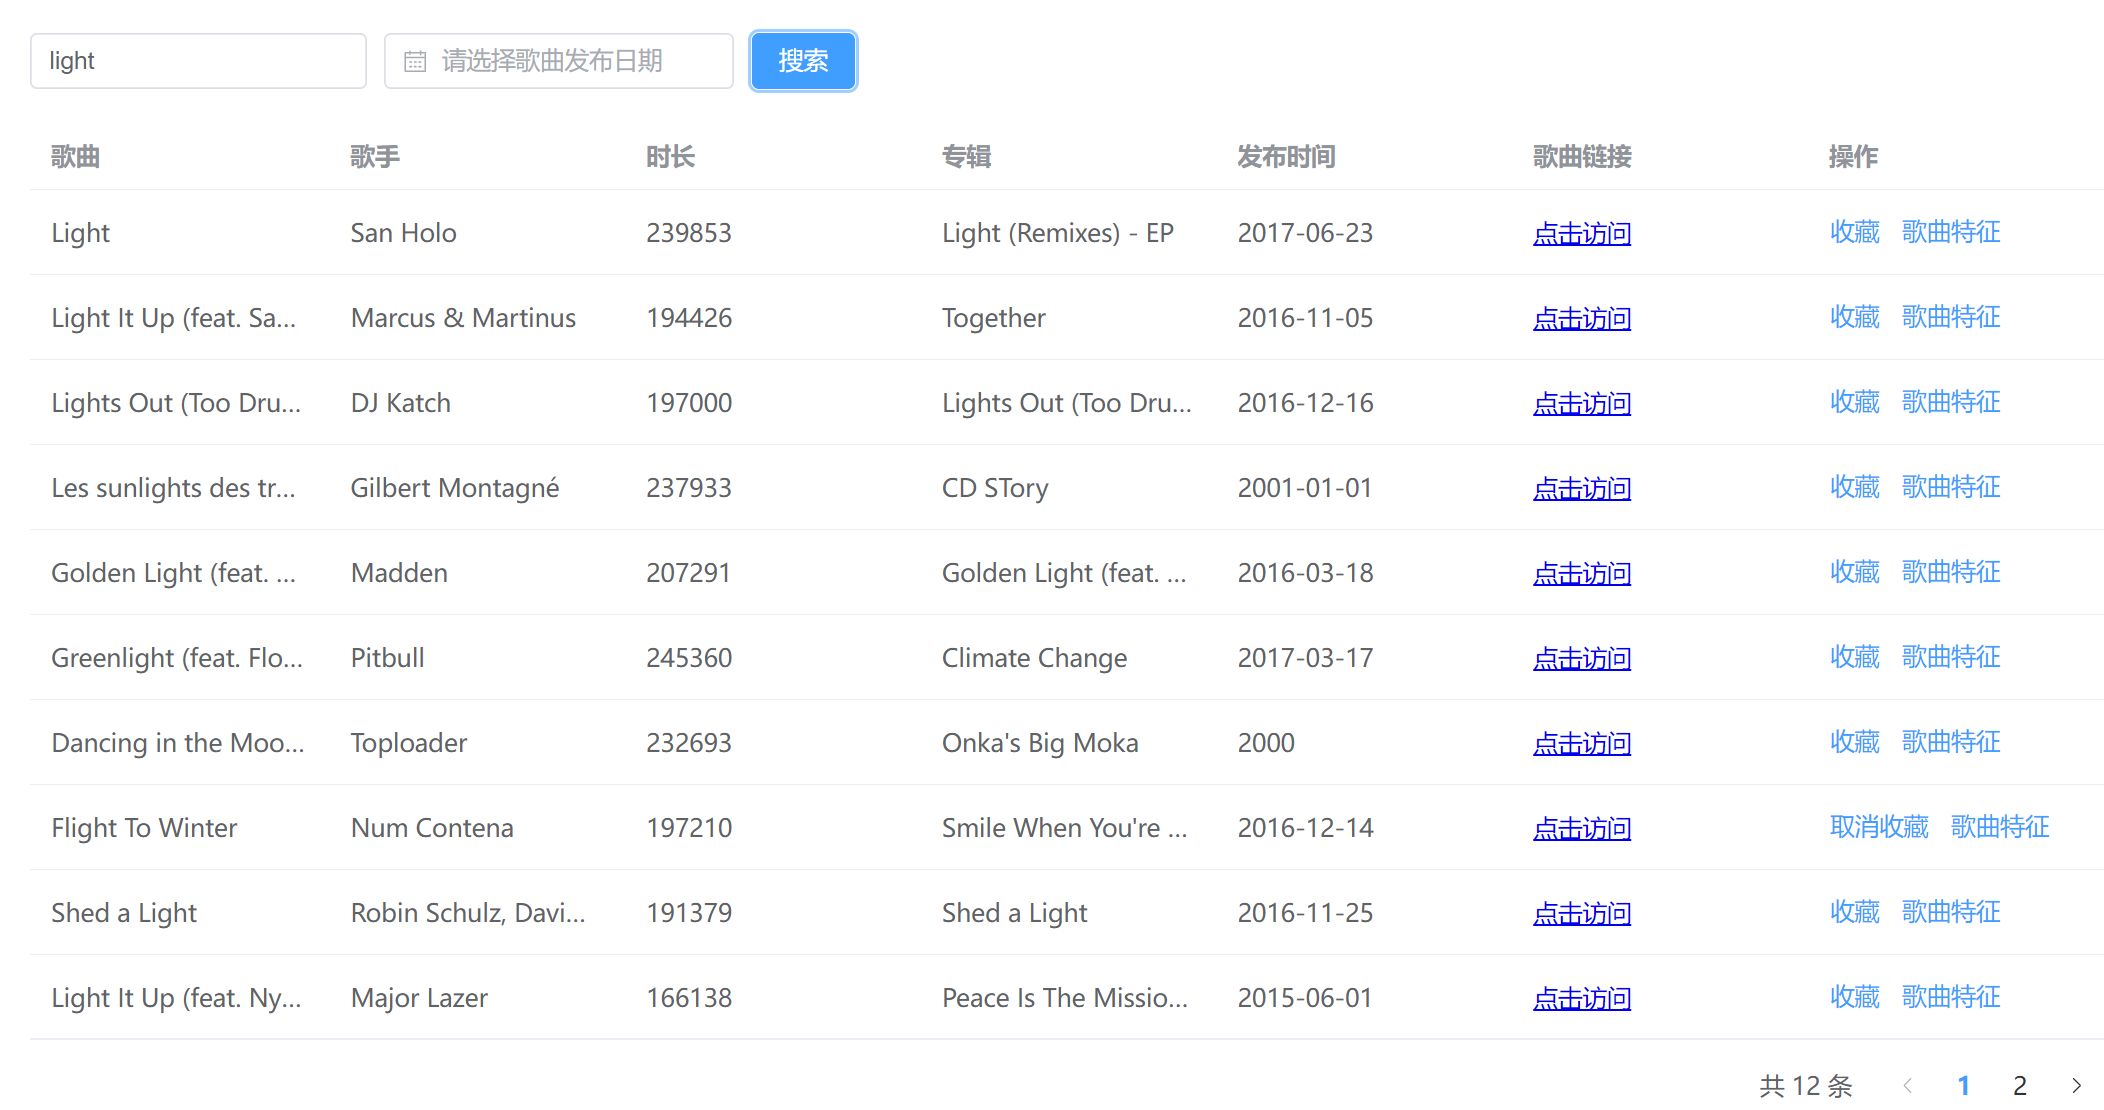 light 请选择歌曲发布日期 搜索
歌曲 歌手 时长 专辑 发布时间 歌曲链接 操作
Light San Holo 239853 Light (Remixes) - EP 2017-06-23 点击访问 收藏 歌曲特征
Light It Up (feat. Sa... Marcus & Martinus 194426 Together 2016-11-05 点击访问 收藏 歌曲特征
Lights Out (Too Dru... DJ Katch 197000 Lights Out (Too Dru... 2016-12-16 点击访问 收藏 歌曲特征
Les sunlights des tr... Gilbert Montagné 237933 CD STory 2001-01-01 点击访问 收藏 歌曲特征
Golden Light (feat. ... Madden 207291 Golden Light (feat. ... 2016-03-18 点击访问 收藏 歌曲特征
Greenlight (feat. Flo... Pitbull 245360 Climate Change 2017-03-17 点击访问 收藏 歌曲特征
Dancing in the Moo... Toploader 232693 Onka's Big Moka 2000 点击访问 收藏 歌曲特征
Flight To Winter Num Contena 197210 Smile When You're ... 2016-12-14 点击访问 取消收藏 歌曲特征
Shed a Light Robin Schulz, Davi... 191379 Shed a Light 2016-11-25 点击访问 收藏 歌曲特征
Light It Up (feat. Ny... Major Lazer 166138 Peace Is The Missio... 2015-06-01 点击访问 收藏 歌曲特征
共 12 条 1 2